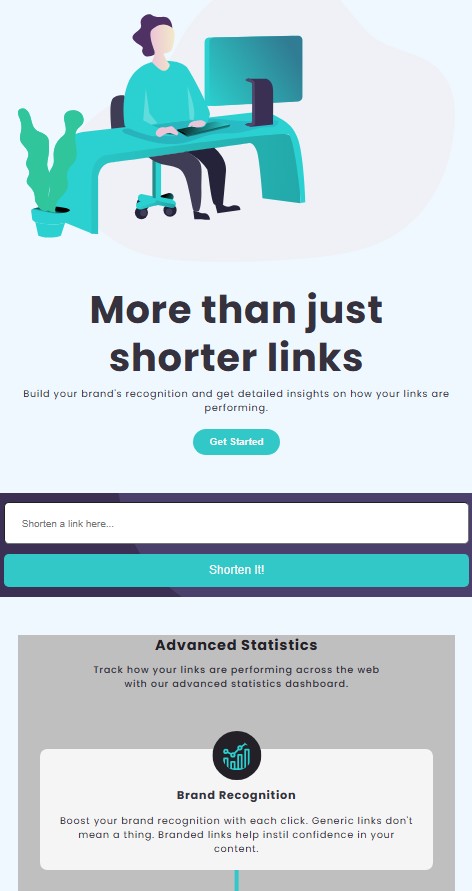 More than just
shorter links
Build your brand's recognition and get detailed insights on how your links are
performing.
Get Started
Shorten a link here...
Shorten It!
Advanced Statistics
Track how your links are performing across the web
with our advanced statistics dashboard.
Brand Recognition
Boost your brand recognition with each click. Generic links don't
mean a thing. Branded links help instil confidence in your
content.